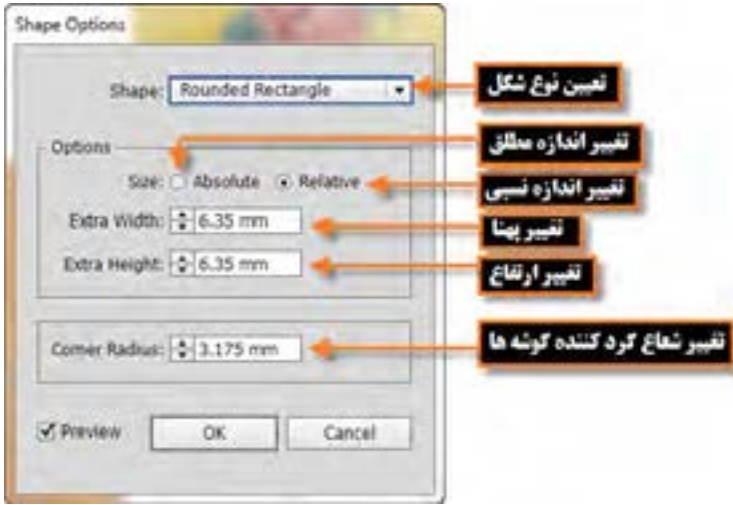 Shape Options
Shape: Rounded Rectangle
تعیین نوع شکل
Options
تغییر اندازه مطلق
Size: Absolute Relative
تغییر اندازه نسبی
Extra Width: 6.35 mm
تغییر پهنا
Extra Height: 6.35 mm
تغییر ارتفاع
Corner Radius: 3.175 mm
تغییر شعاع گرد کننده گوشه ها
Preview OK Cancel